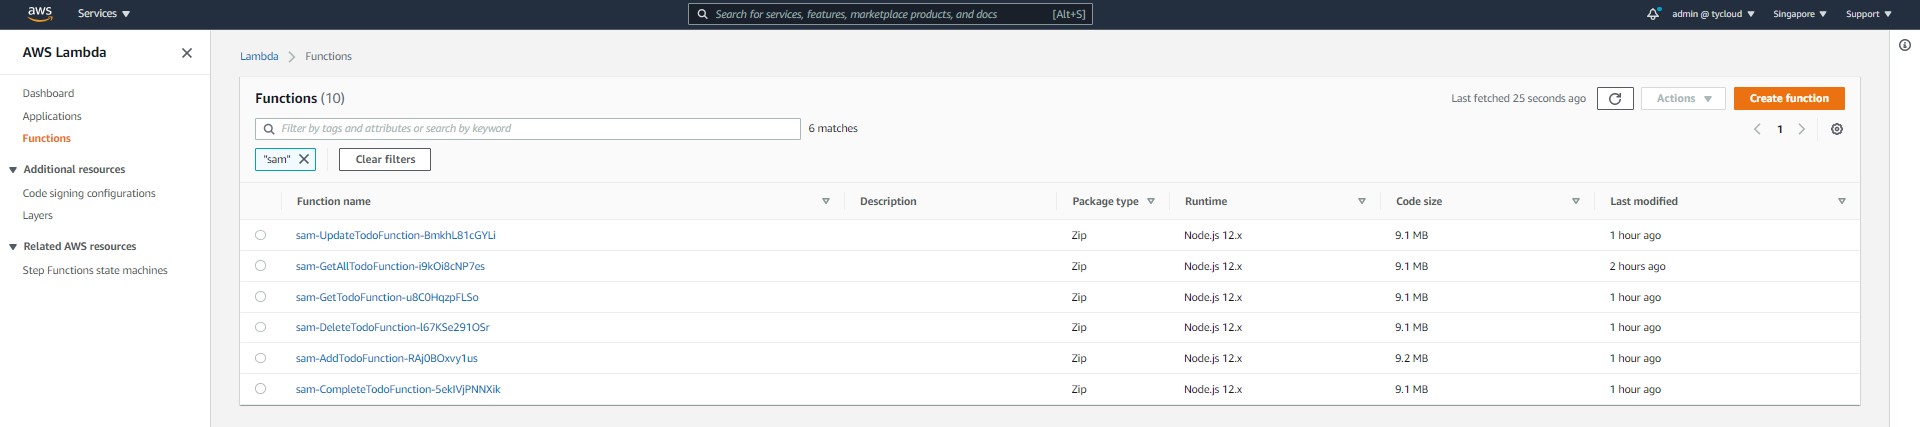 aws Services Search for services, features, marketplace products, and docs [Alt+S] admin @ tycloud Singapore Support
AWS Lambda
Dashboard
Applications
Functions
Additional resources
Code signing configurations
Layers
Related AWS resources
Step Functions state machines
Lambda Functions
Functions (10) Last fetched 25 seconds ago Actions Create function
Filter by tags and attributes or search by keyword 6 matches 1
"sam" Clear filters
Function name Description Package type Runtime Code size Last modified
sam-UpdateTodoFunction-BmkhL81cGYLi Zip Node.js 12.x 9.1 MB 1 hour ago
sam-GetAllTodoFunction-i9kOi8cNP7es Zip Node.js 12.x 9.1 MB 2 hours ago
sam-GetTodoFunction-u8C0HqzpFLSo Zip Node.js 12.x 9.1 MB 1 hour ago
sam-DeleteTodoFunction-l67KSe291OSr Zip Node.js 12.x 9.1 MB 1 hour ago
sam-AddTodoFunction-RAj0BOxvy1us Zip Node.js 12.x 9.2 MB 1 hour ago
sam-CompleteTodoFunction-5ekIVjPNNXik Zip Node.js 12.x 9.1 MB 1 hour ago